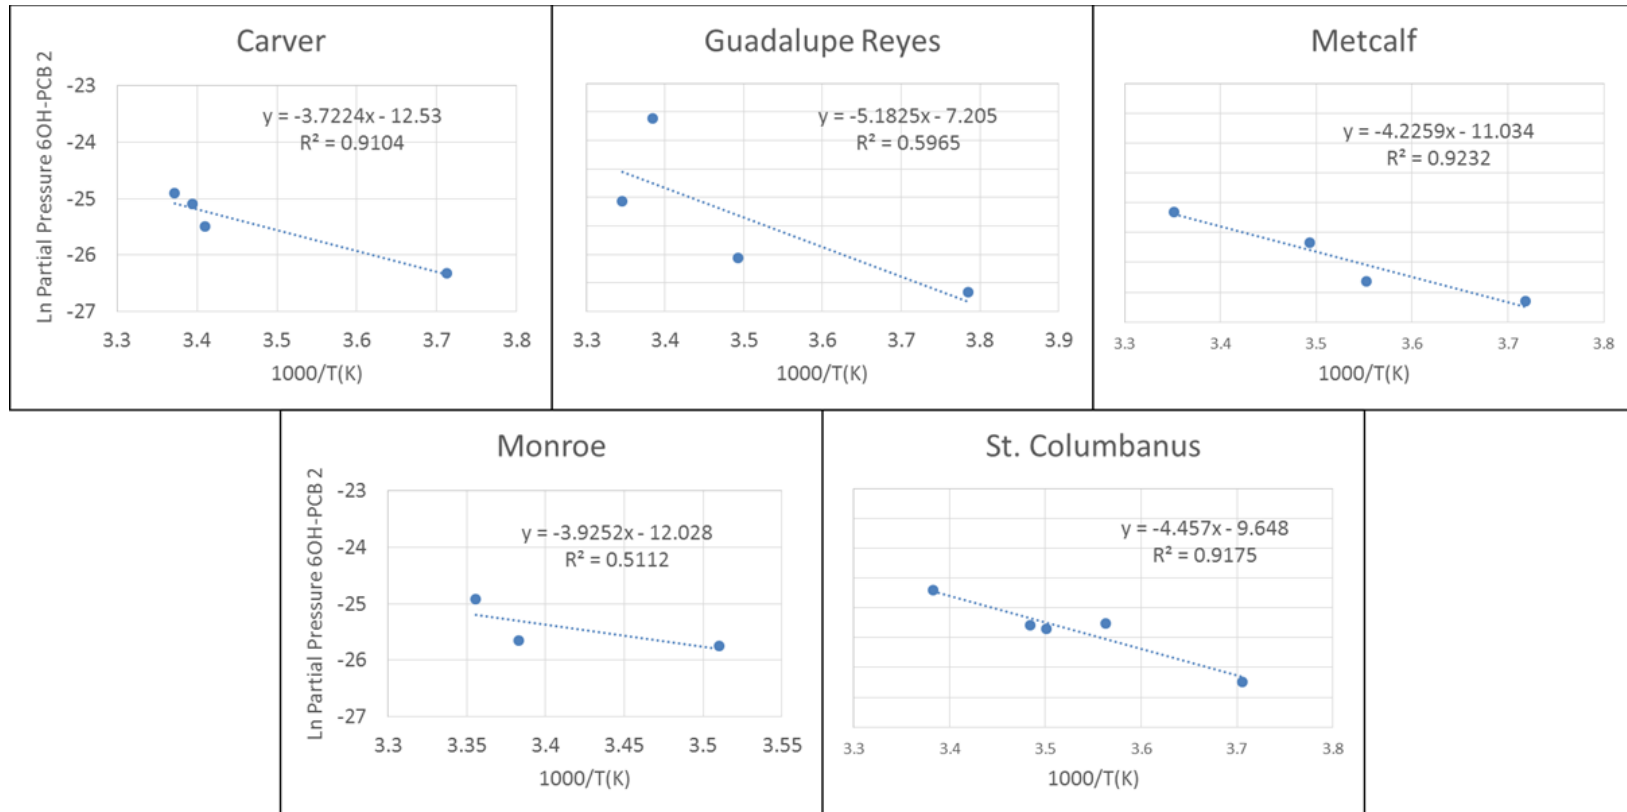 Carver
Ln Partial Pressure 6OH-PCB 2
-23
-24
-25
-26
-27
y = -3.7224x - 12.53
R² = 0.9104
3.3 3.4 3.5 3.6 3.7 3.8
1000/T(K)
Guadalupe Reyes
y = -5.1825x - 7.205
R² = 0.5965
3.3 3.4 3.5 3.6 3.7 3.8 3.9
1000/T(K)
Metcalf
y = -4.2259x - 11.034
R² = 0.9232
3.3 3.4 3.5 3.6 3.7 3.8
1000/T(K)
Monroe
Ln Partial Pressure 6OH-PCB 2
-23
-24
-25
-26
-27
y = -3.9252x - 12.028
R² = 0.5112
3.3 3.35 3.4 3.45 3.5 3.55
1000/T(K)
St. Columbanus
y = -4.457x - 9.648
R² = 0.9175
3.3 3.4 3.5 3.6 3.7 3.8
1000/T(K)